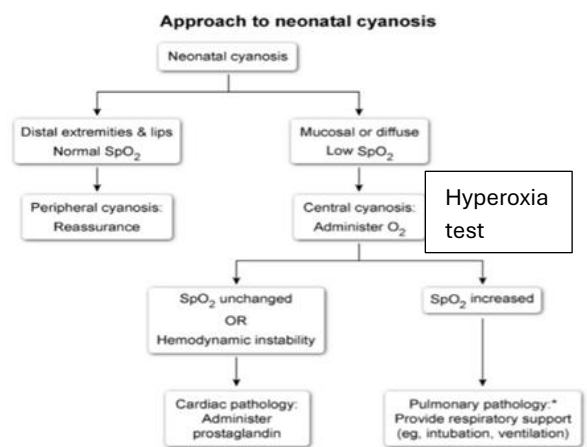 Approach to neonatal cyanosis
Neonatal cyanosis
Distal extremities & lips
Normal SpO₂
Mucosal or diffuse
Low SpO₂
Peripheral cyanosis:
Reassurance
Central cyanosis:
Administer O₂
Hyperoxia
test
SpO₂ unchanged
OR
Hemodynamic instability
SpO₂ increased
Cardiac pathology:
Administer
prostaglandin
Pulmonary pathology:*
Provide respiratory support
(eg, intubation, ventilation)